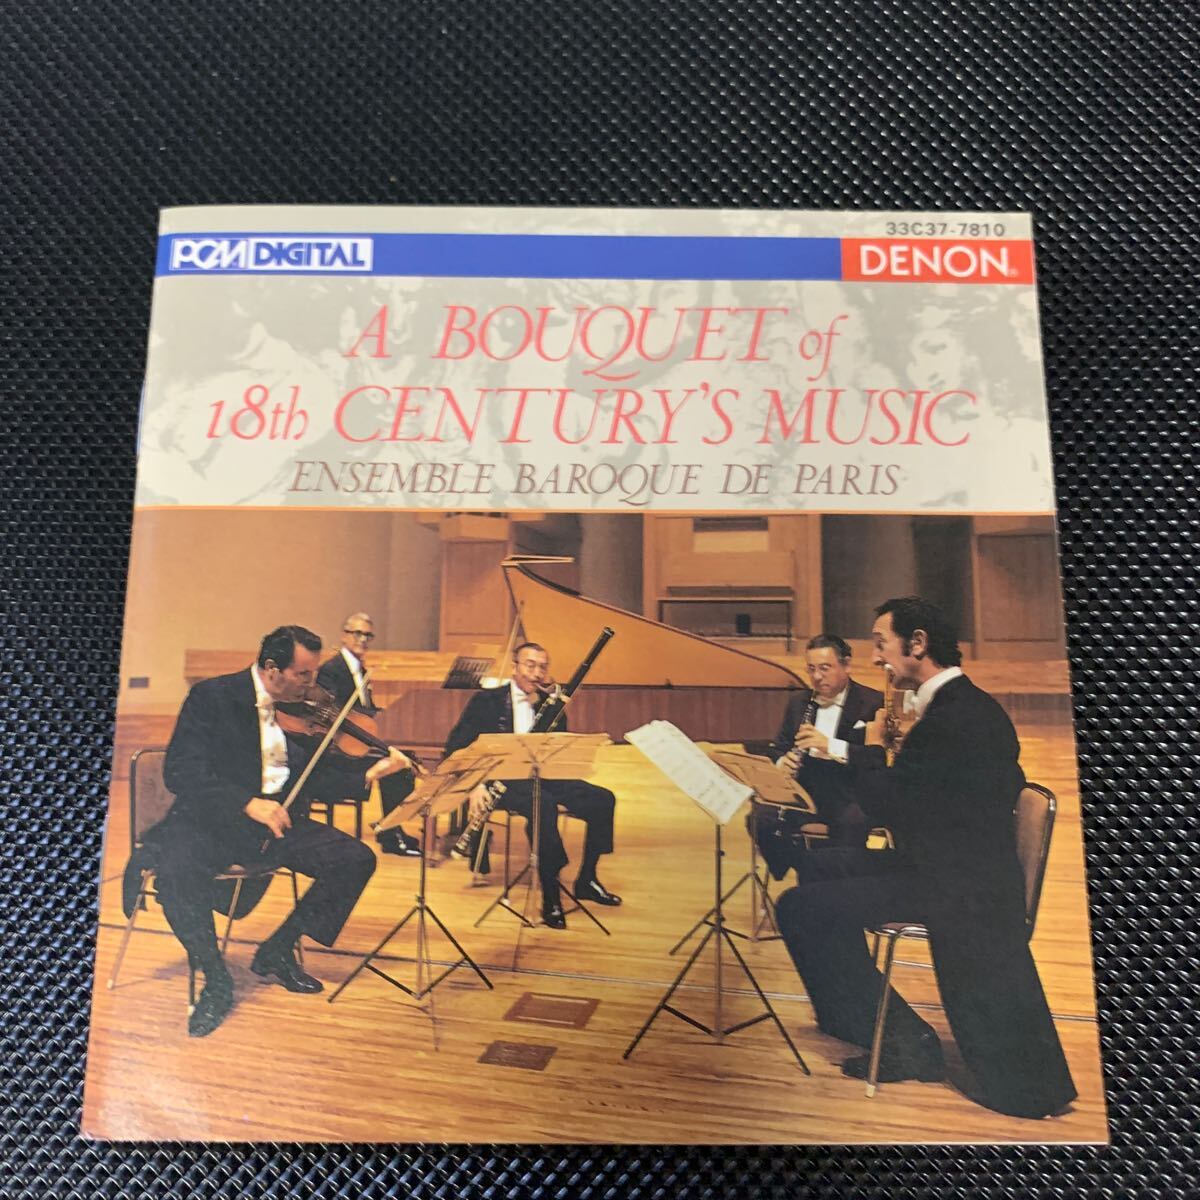 33C37-7810
PCM DIGITAL
DENON®
A BOUQUET of
18th CENTURY'S MUSIC
ENSEMBLE BAROQUE DE PARIS